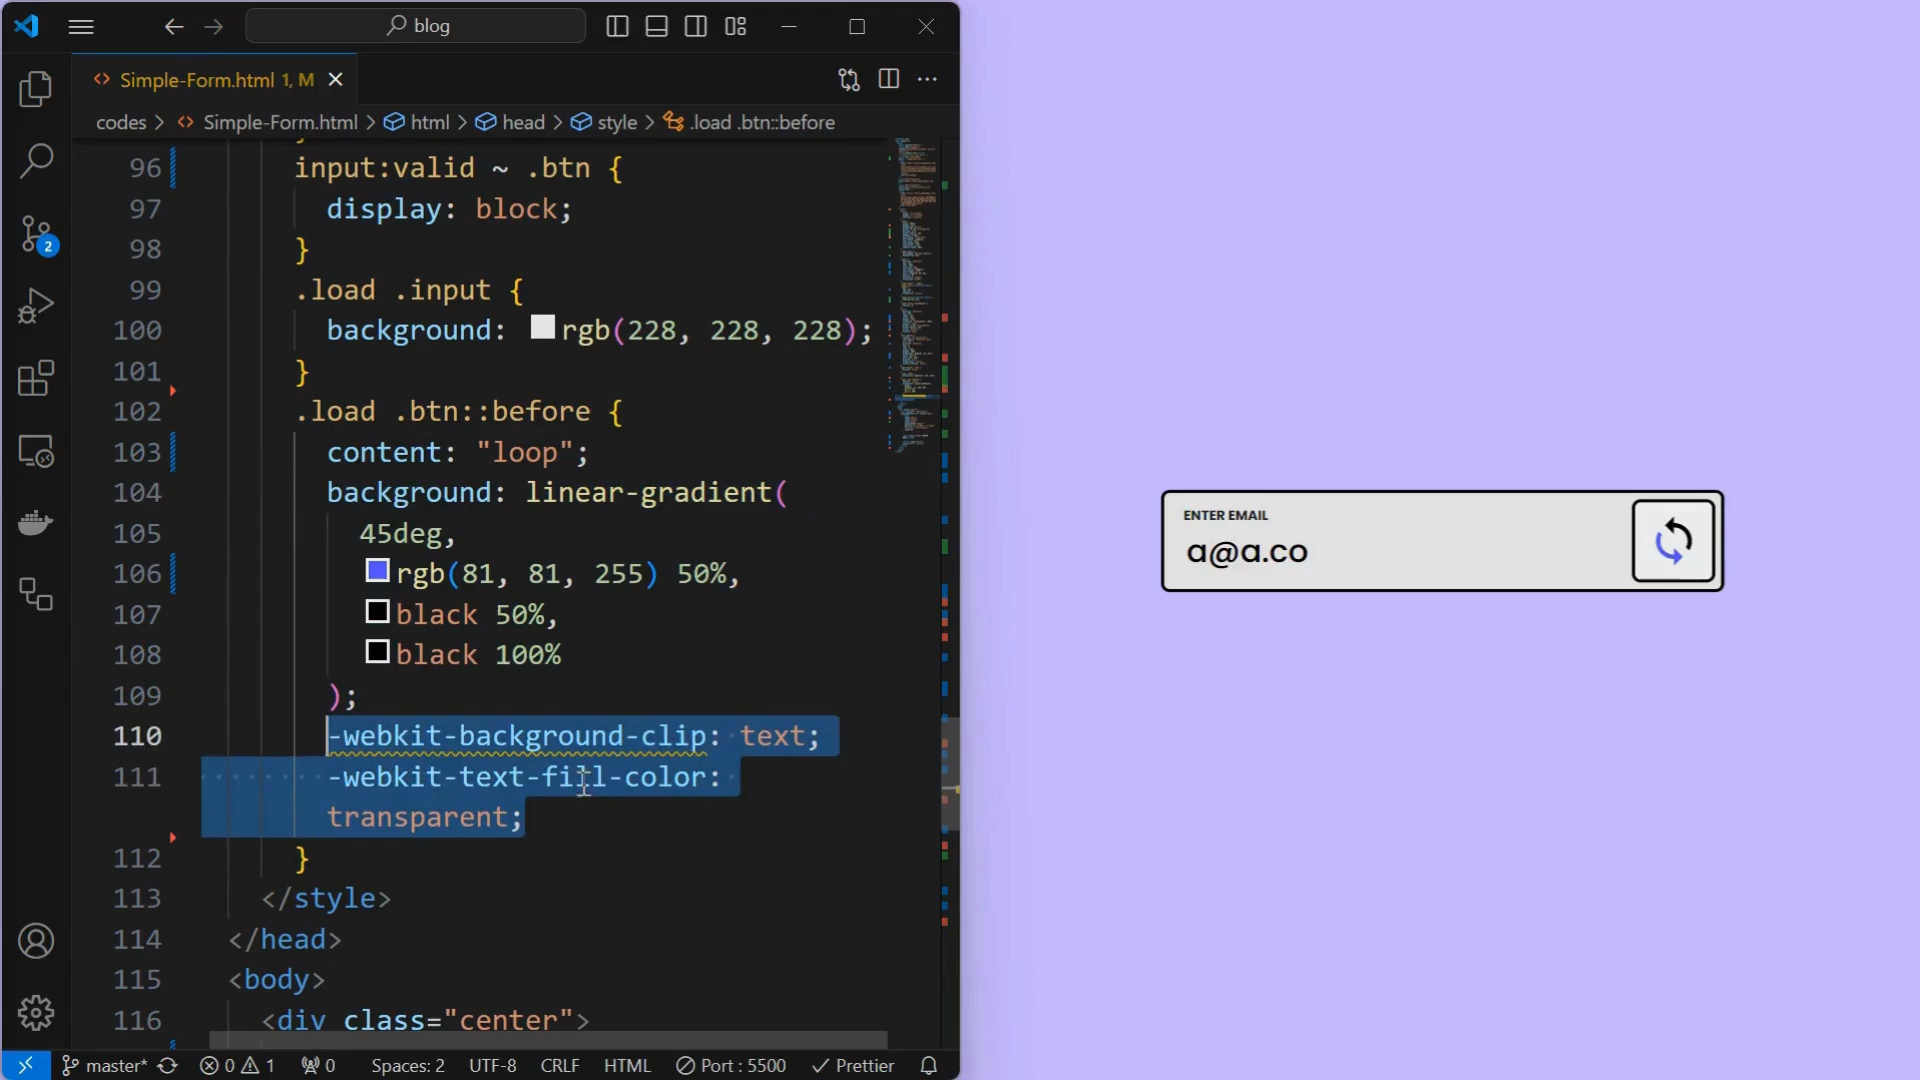 blog
Simple-Form.html 1, M
codes > Simple-Form.html > html > head > style > .load .btn::before
96 input:valid ~ .btn {
97 display: block;
98 }
99 .load .input {
100 background: rgb(228, 228, 228);
101 }
102 .load .btn::before {
103 content: "loop";
104 background: linear-gradient(
105 45deg,
106 rgb(81, 81, 255) 50%,
107 black 50%,
108 black 100%
109 );
110 -webkit-background-clip: text;
111 -webkit-text-fill-color:
transparent;
112 }
113 </style>
114 </head>
115 <body>
116 <div class="center">
2
master* 0 1 0 Spaces: 2 UTF-8 CRLF HTML Port : 5500 Prettier
ENTER EMAIL
a@a.co